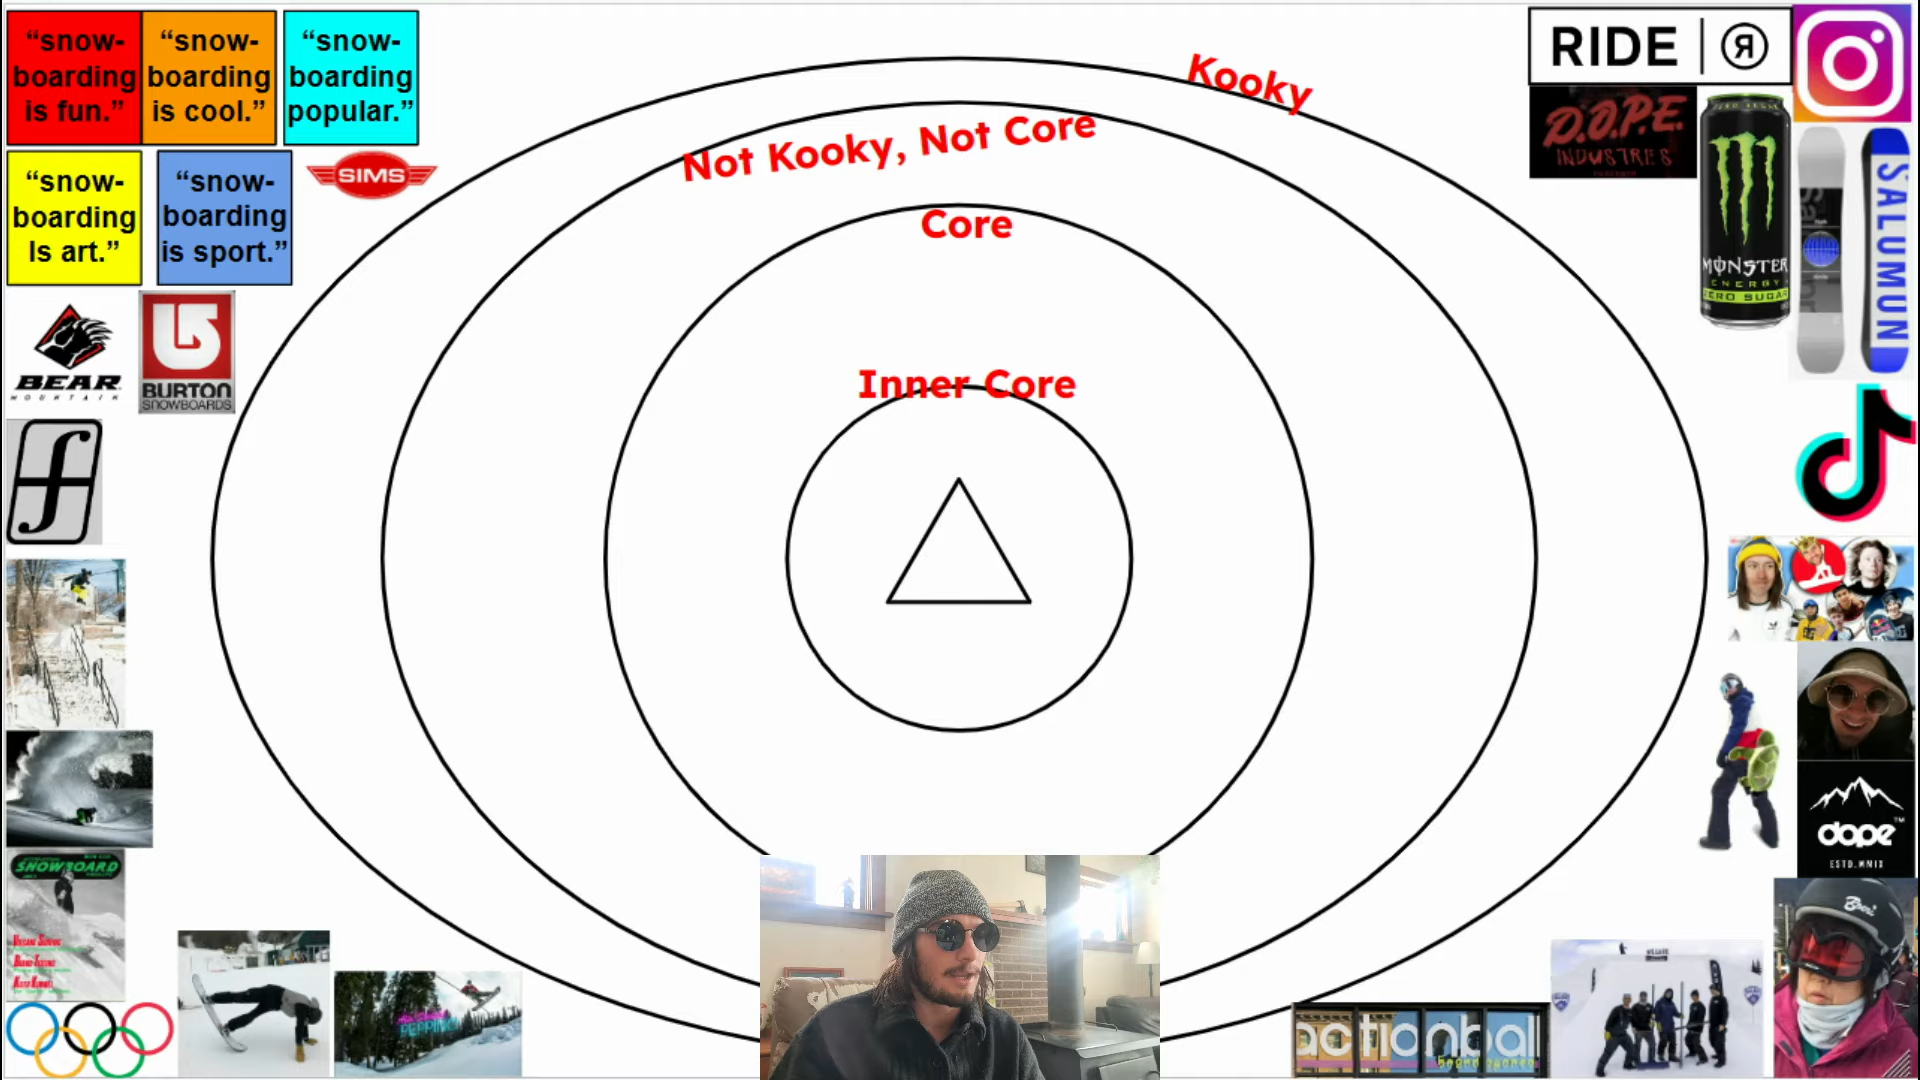 “snow-
boarding
is fun.”
“snow-
boarding
is cool.”
“snow-
boarding
popular.”
“snow-
boarding
Is art.”
“snow-
boarding
is sport.”
SIMS
BEAR
MOUNTAIN
BURTON
SNOWBOARDS
f
SNOWBOARD
Kooky
Not Kooky, Not Core
Core
Inner Core
RIDE | R
D.O.P.E.
INDUSTRIES
MONSTER
ENERGY
ZERO SUGAR
SALUMUN
dope™
ESTD.MMIX
actionball